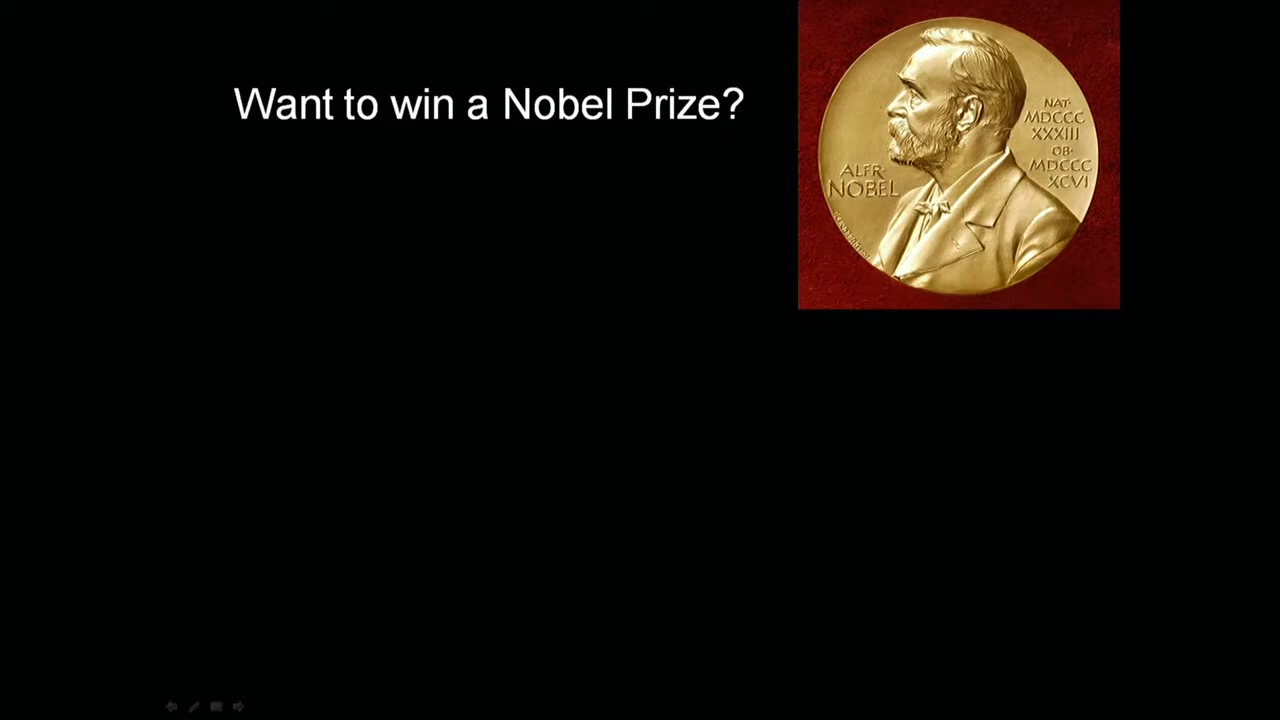 Want to win a Nobel Prize?
ALFR·
NOBEL
NAT·
MDCCC
XXXIII
OB·
MDCCC
XCVI